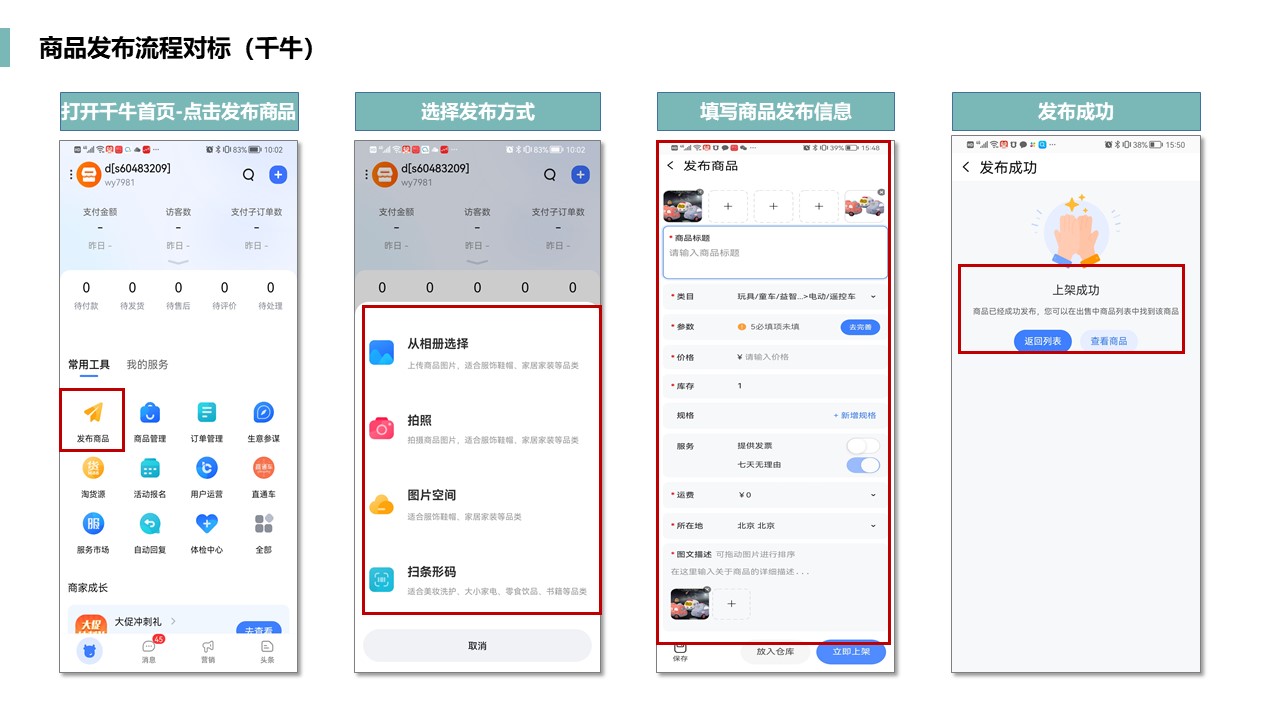 商品发布流程对标（千牛）
打开千牛首页-点击发布商品
83% 10:02
d[s60483209]
wy7981
支付金额 访客数 支付子订单数
- - -
昨日 - 昨日 - 昨日 -
0 0 0 0 0
待付款 待发货 待售后 待评价 待处理
常用工具 我的服务
发布商品 商品管理 订单管理 生意参谋
货
直通车
淘货源 活动报名 用户运营 直通车
服
服务市场 自动回复 体检中心 全部
商家成长
大促
大促冲刺礼
去查看
45
消息 营销 头条
选择发布方式
83% 10:02
d[s60483209]
wy7981
支付金额 访客数 支付子订单数
- - -
昨日 - 昨日 - 昨日 -
0 0 0 0 0
从相册选择
上传商品图片，适合服饰鞋帽、家居家装等品类
拍照
拍摄商品图片，适合服饰鞋帽、家居家装等品类
图片空间
适合服饰鞋帽、家居家装等品类
扫条形码
适合美妆洗护、大小家电、零食饮品、书籍等品类
取消
填写商品发布信息
39% 15:48
发布商品
+ + +
* 商品标题
请输入商品标题
* 类目 玩具/童车/益智...>电动/遥控车
* 参数 5必填项未填 去完善
* 价格 ¥ 请输入价格
* 库存 1
规格 + 新增规格
服务 提供发票
七天无理由
* 运费 ¥0
* 所在地 北京 北京
* 图文描述 可拖动图片进行排序
在这里输入关于商品的详细描述...
+
保存 放入仓库 立即上架
发布成功
38% 15:50
发布成功
上架成功
商品已经成功发布，您可以在出售中商品列表中找到该商品
返回列表 查看商品